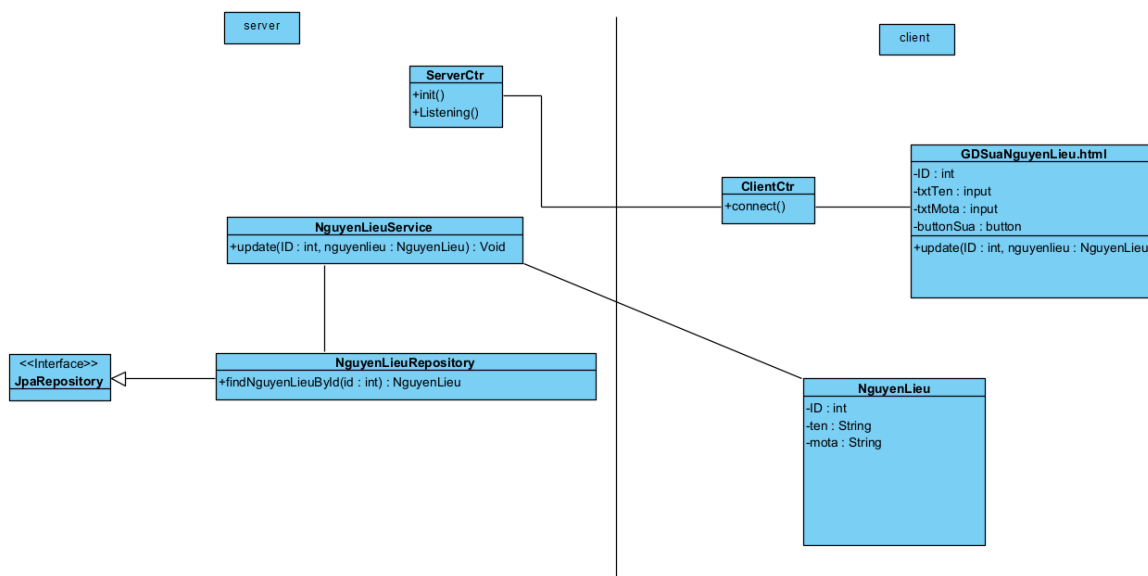 server
client
ServerCtr
+init()
+Listening()
GDSuaNguyenLieu.html
-ID : int
-txtTen : input
-txtMota : input
-buttonSua : button
+update(ID : int, nguyenlieu : NguyenLieu
ClientCtr
+connect()
NguyenLieuService
+update(ID : int, nguyenlieu : NguyenLieu) : Void
<<Interface>>
JpaRepository
NguyenLieuRepository
+findNguyenLieuById(id : int) : NguyenLieu
NguyenLieu
-ID : int
-ten : String
-mota : String